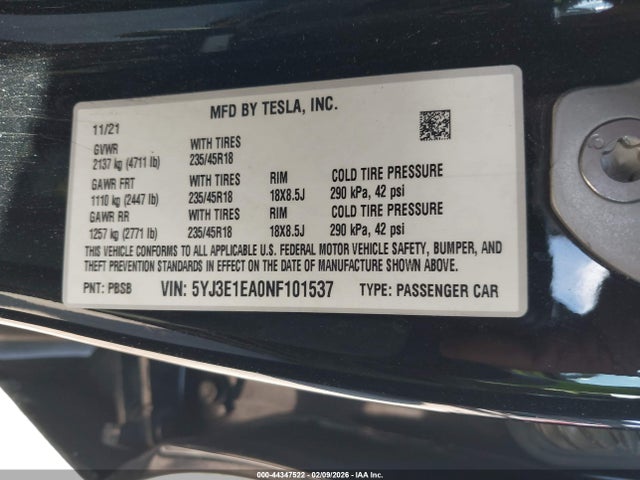 MFD BY TESLA, INC.
11/21
GVWR WITH TIRES
2137 kg (4711 lb) 235/45R18
GAWR FRT WITH TIRES RIM COLD TIRE PRESSURE
1110 kg (2447 lb) 235/45R18 18X8.5J 290 kPa, 42 psi
GAWR RR WITH TIRES RIM COLD TIRE PRESSURE
1257 kg (2771 lb) 235/45R18 18X8.5J 290 kPa, 42 psi
THIS VEHICLE CONFORMS TO ALL APPLICABLE U.S. FEDERAL MOTOR VEHICLE SAFETY, BUMPER, AND
THEFT PREVENTION STANDARDS IN EFFECT ON THE DATE OF MANUFACTURE SHOWN ABOVE.
PNT: PBSB VIN: 5YJ3E1EA0NF101537 TYPE: PASSENGER CAR
000-44347522 - 02/09/2026 - IAA Inc.